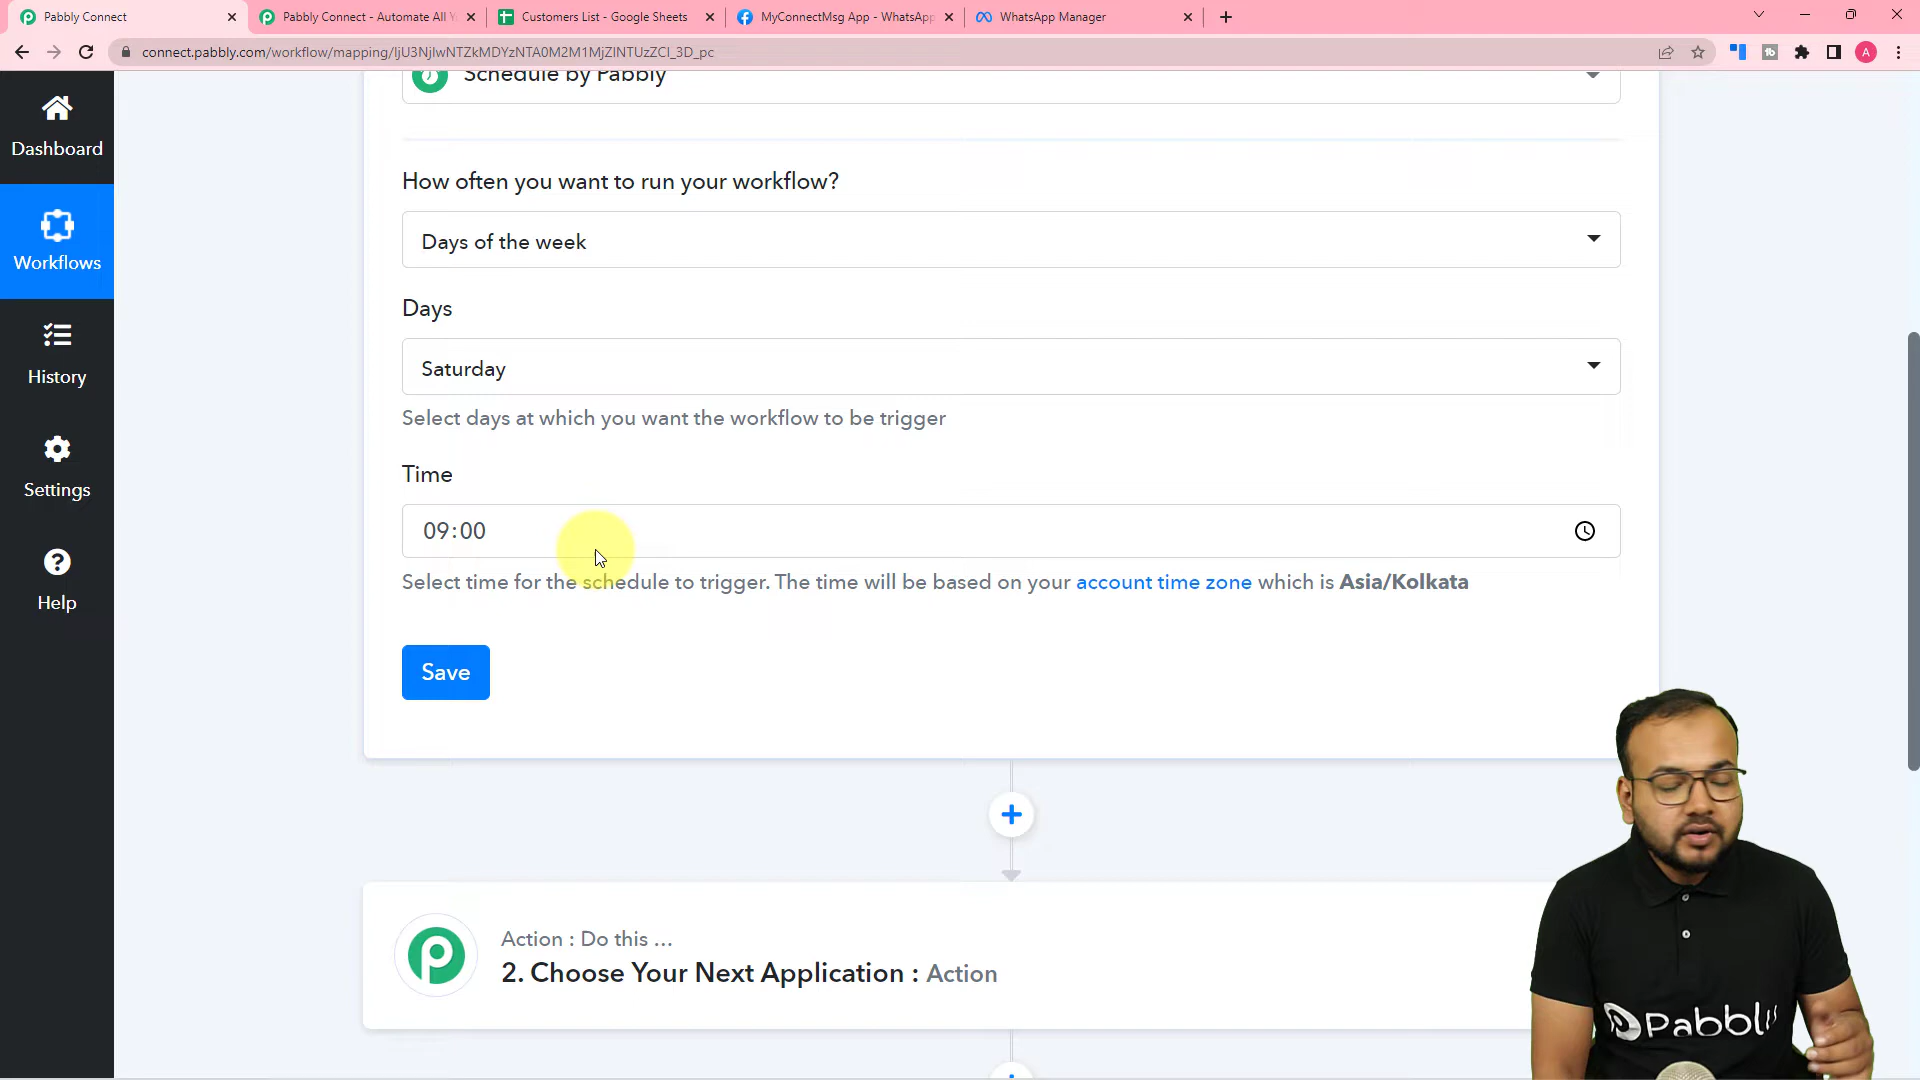 Pabbly Connect
Pabbly Connect - Automate All Y
Customers List - Google Sheets
MyConnectMsg App - WhatsApp
WhatsApp Manager
connect.pabbly.com/workflow/mapping/IjU3NjIwNTZkMDYzNTA0M2M1MjZlNTUzZCI_3D_pc
A
Schedule by Pabbly
Dashboard
Workflows
History
Settings
Help
How often you want to run your workflow?
Days of the week
Days
Saturday
Select days at which you want the workflow to be trigger
Time
09:00
Select time for the schedule to trigger. The time will be based on your account time zone which is Asia/Kolkata
Save
Action : Do this ...
2. Choose Your Next Application : Action
Pabbly